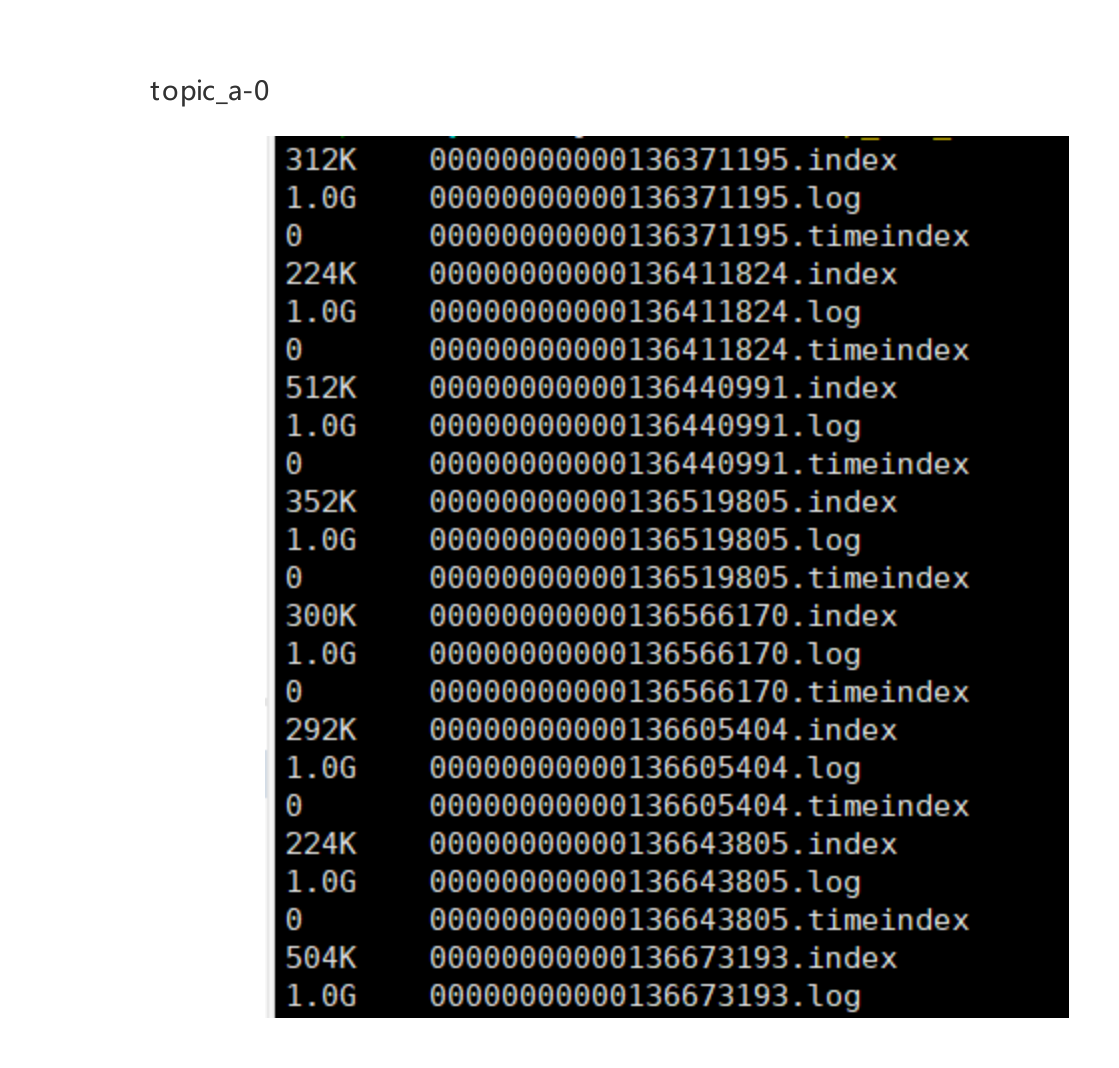 topic_a-0
312K 00000000000136371195.index
1.0G 00000000000136371195.log
0 00000000000136371195.timeindex
224K 00000000000136411824.index
1.0G 00000000000136411824.log
0 00000000000136411824.timeindex
512K 00000000000136440991.index
1.0G 00000000000136440991.log
0 00000000000136440991.timeindex
352K 00000000000136519805.index
1.0G 00000000000136519805.log
0 00000000000136519805.timeindex
300K 00000000000136566170.index
1.0G 00000000000136566170.log
0 00000000000136566170.timeindex
292K 00000000000136605404.index
1.0G 00000000000136605404.log
0 00000000000136605404.timeindex
224K 00000000000136643805.index
1.0G 00000000000136643805.log
0 00000000000136643805.timeindex
504K 00000000000136673193.index
1.0G 00000000000136673193.log